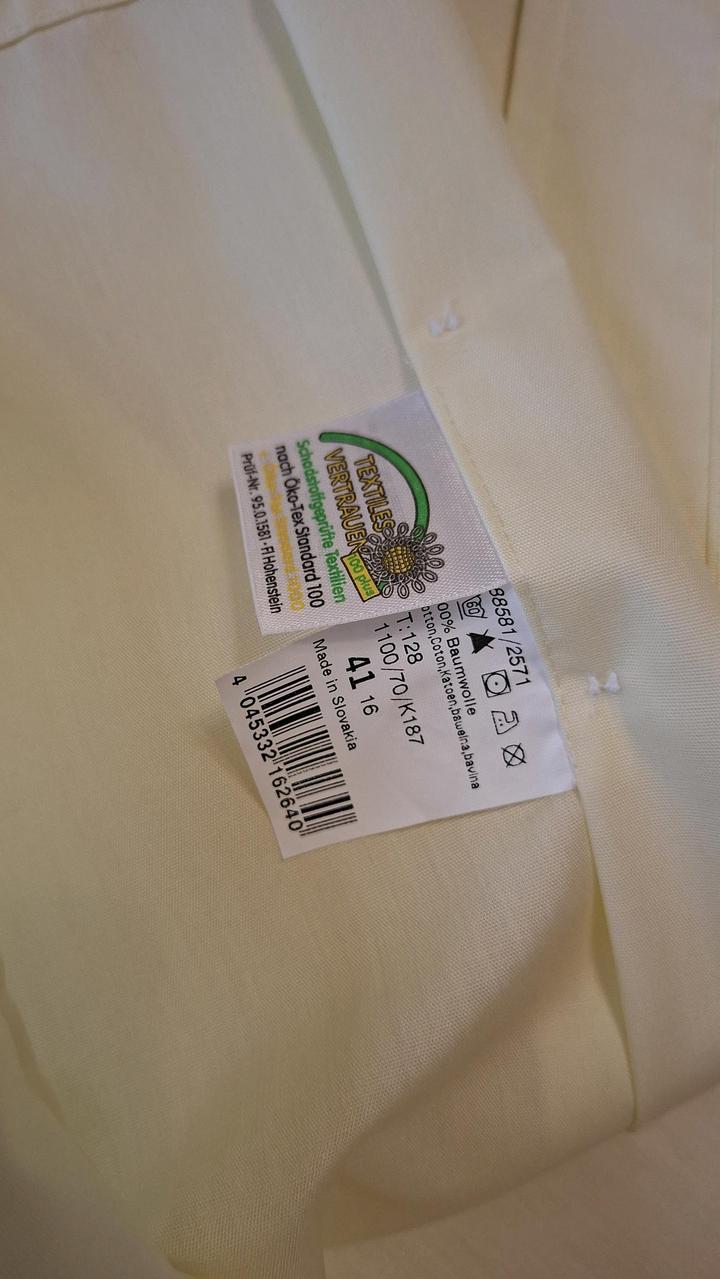 TEXTILES
VERTRAUEN
100 plus
Schadstoffgeprüfte Textilien
nach Öko-Tex Standard 100
Prüf-Nr. 95.0.1581 · FI Hohenstein
88581/2571
60
00% Baumwolle
otton,Coton,Katoen,bawełna,bavlna
T:128
1100/70/K187
41 16
Made in Slovakia
4 045332 162640